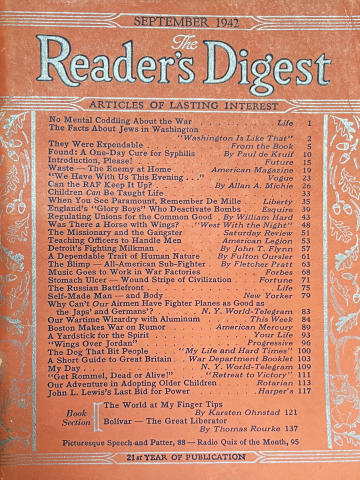 SEPTEMBER 1942
The
Reader's Digest
ARTICLES OF LASTING INTEREST
No Mental Coddling About the War . . . Life 1
The Facts About Jews in Washington
"Washington Is Like That" 2
They Were Expendable . . . From the Book 5
Found: A One-Day Cure for Syphilis By Paul de Kruif 10
Introduction, Please! . . . Future 15
Waste — The Enemy at Home . . . American Magazine 19
"We Have With Us This Evening . . ." Vogue 23
Can the RAF Keep It Up? . . . By Allan A. Michie 26
Children Can Be Taught Life . . . 33
When You See Paramount, Remember De Mille . Liberty 35
England's "Glory Boys" Who Deactivate Bombs . Esquire 39
Regulating Unions for the Common Good . By William Hard 43
Was There a Horse with Wings? . "West With the Night" 48
The Missionary and the Gangster . . Saturday Review 51
Teaching Officers to Handle Men . . American Legion 53
Detroit's Fighting Milkman . . . By John T. Flynn 57
A Dependable Trait of Human Nature . By Fulton Oursler 61
The Blimp — All-American Sub-Fighter . By Fletcher Pratt 63
Music Goes to Work in War Factories . . Forbes 68
Stomach Ulcer — Wound Stripe of Civilization . Fortune 71
The Russian Battlefront . . . Life 75
Self-Made Man — and Body . . . New Yorker 79
Why Can't Our Airmen Have Fighter Planes as Good as
the Japs' and Germans'? . . . N. Y. World-Telegram 83
Our Wartime Wizardry with Aluminum . . This Week 84
Boston Makes War on Rumor . . . American Mercury 89
A Yardstick for the Spirit . . . Your Life 93
"Wings Over Jordan" . . . Progressive 96
The Dog That Bit People . . "My Life and Hard Times" 100
A Short Guide to Great Britain . War Department Booklet 103
My Day . . . N. Y. World-Telegram 109
"Get Rommel, Dead or Alive!" . . "Retreat to Victory" 111
Our Adventure in Adopting Older Children . Rotarian 113
John L. Lewis's Last Bid for Power . . Harper's 117
Book Section
The World at My Finger Tips
By Karsten Ohnstad 121
Bolívar — The Great Liberator
By Thomas Rourke 137
Picturesque Speech and Patter, 88 — Radio Quiz of the Month, 95
21st YEAR OF PUBLICATION